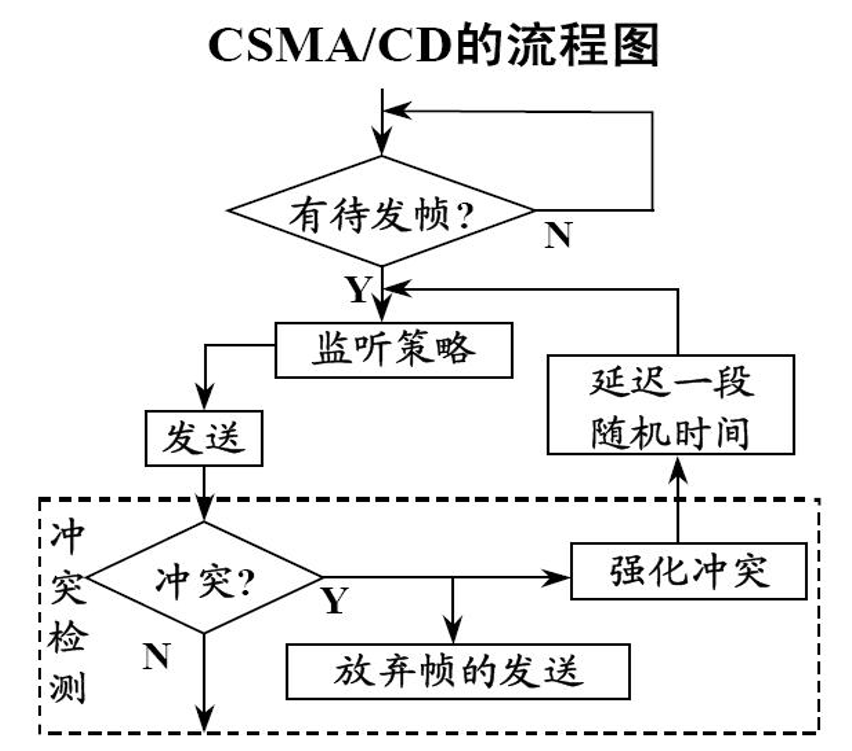 CSMA/CD的流程图
有待发帧?
N
Y
监听策略
延迟一段
随机时间
发送
冲突检测
冲突?
Y
强化冲突
N
放弃帧的发送